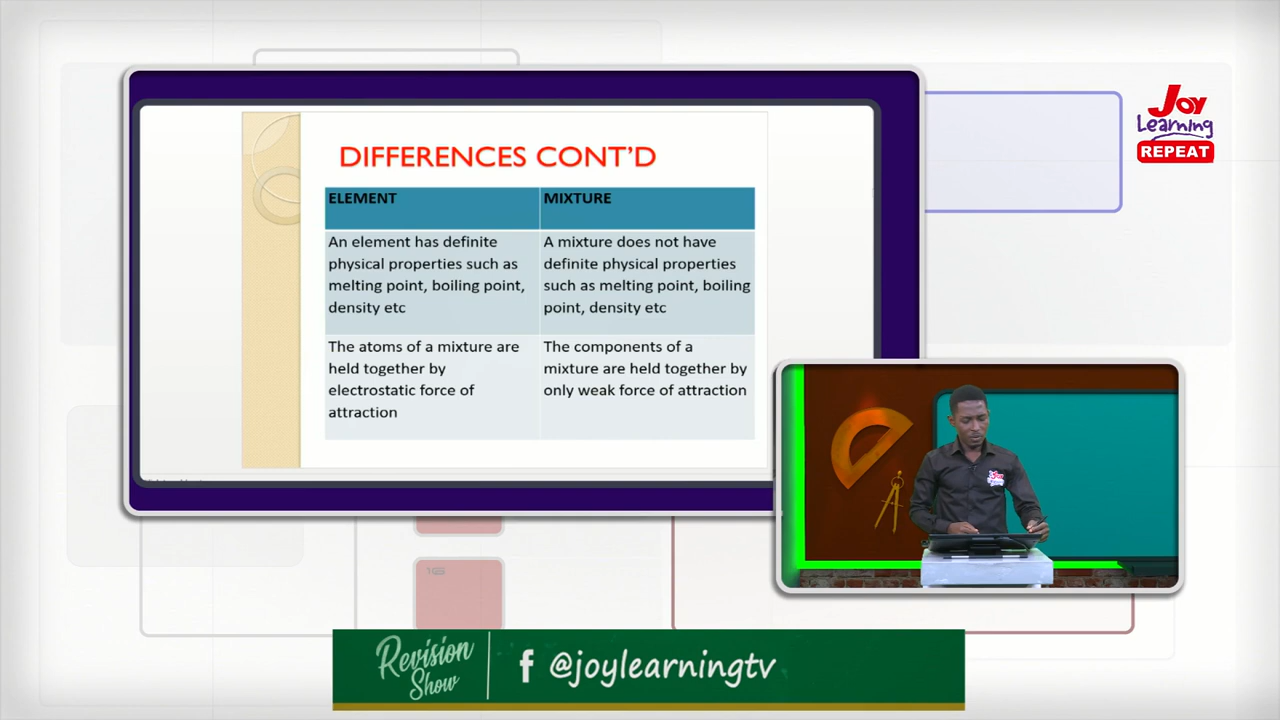 DIFFERENCES CONT'D
ELEMENT
MIXTURE
An element has definite
physical properties such as
melting point, boiling point,
density etc
A mixture does not have
definite physical properties
such as melting point, boiling
point, density etc
The atoms of a mixture are
held together by
electrostatic force of
attraction
The components of a
mixture are held together by
only weak force of attraction
Joy
Learning
REPEAT
Revision
Show
f @joylearningtv